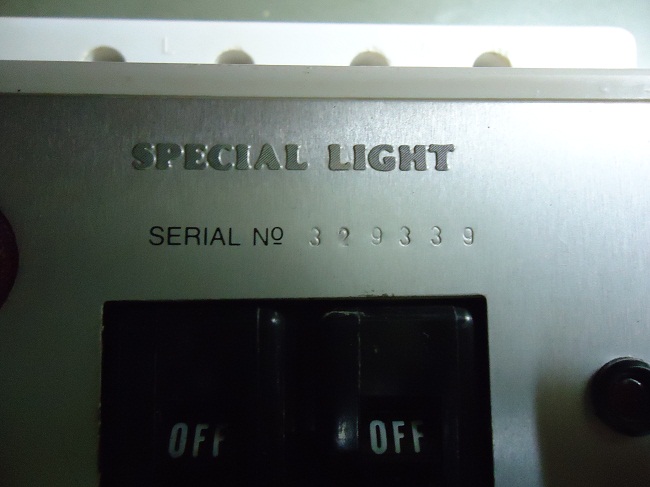 SPECIAL LIGHT
SERIAL Nº 329339
OFF OFF